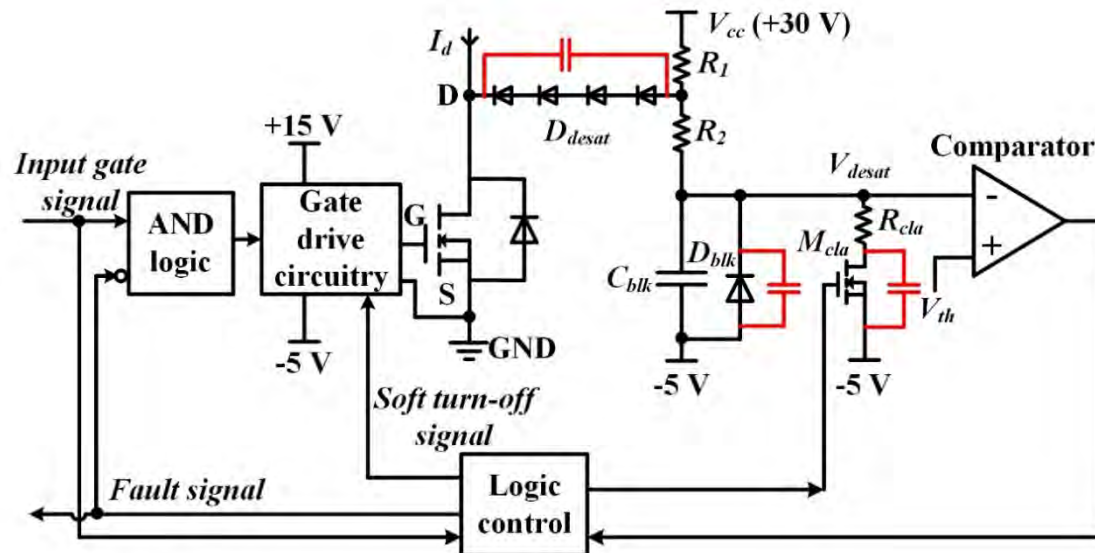 V_cc (+30 V)
I_d
R_1
D
D_desat
R_2
+15 V
Comparator
Input gate
signal
V_desat
AND
logic
Gate
drive
circuitry
G
S
-
+
R_cla
M_cla
D_blk
C_blk
V_th
-5 V
GND
-5 V
-5 V
Soft turn-off
signal
Fault signal
Logic
control